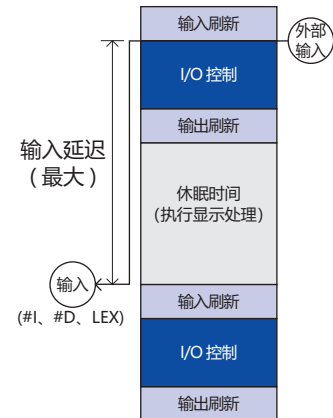 输入刷新
外部
输入
I/O 控制
输出刷新
输入延迟
（最大）
休眠时间
(执行显示处理)
输入
(#I、#D、LEX)
输入刷新
I/O 控制
输出刷新